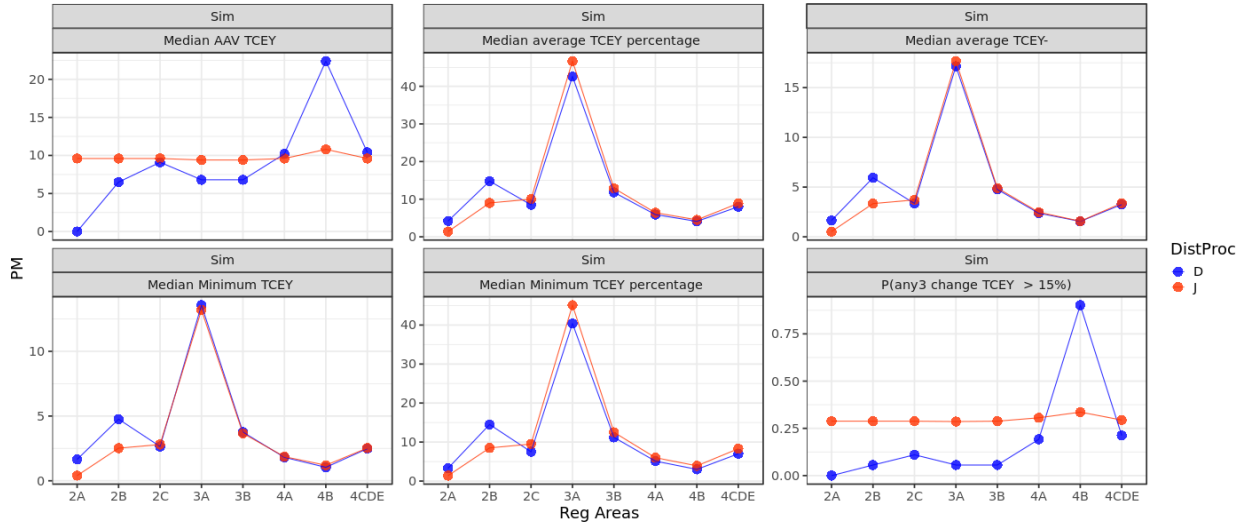 Sim
Sim
Sim
Median AAV TCEY
Median average TCEY percentage
Median average TCEY-
20
15
10
5
0
40
30
20
10
0
15
10
5
0
PM
Sim
Sim
Sim
Median Minimum TCEY
Median Minimum TCEY percentage
P(any3 change TCEY > 15%)
10
5
0
40
30
20
10
0
0.75
0.50
0.25
0.00
2A 2B 2C 3A 3B 4A 4B 4CDE
2A 2B 2C 3A 3B 4A 4B 4CDE
2A 2B 2C 3A 3B 4A 4B 4CDE
Reg Areas
DistProc
D
J